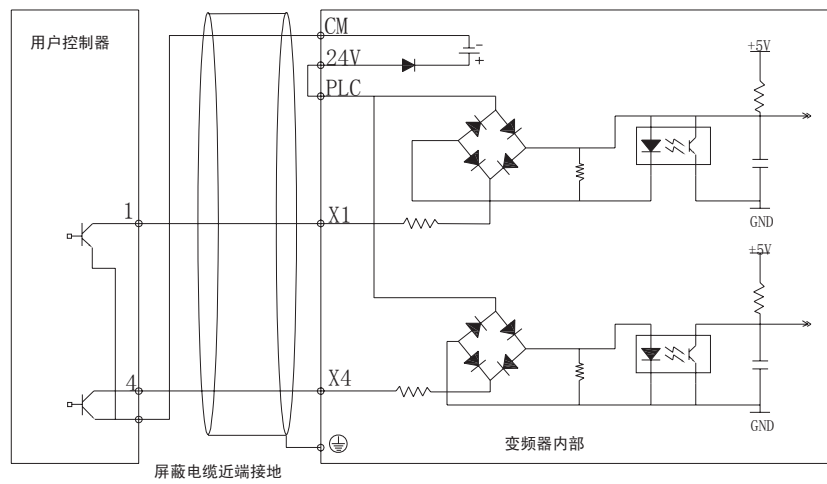 用户控制器
CM
24V
PLC
+5V
GND
1
X1
+5V
4
X4
GND
变频器内部
屏蔽电缆近端接地